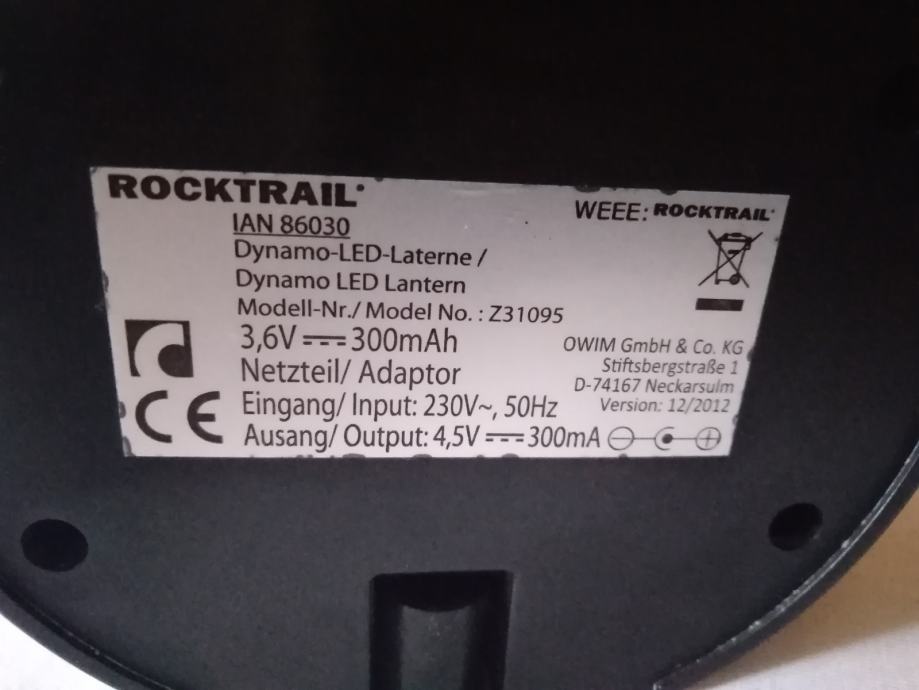 ROCKTRAIL
IAN 86030
Dynamo-LED-Laterne /
Dynamo LED Lantern
Modell-Nr./ Model No. : Z31095
3,6V ⎓ 300mAh
Netzteil/ Adaptor
Eingang/ Input: 230V~, 50Hz
Ausang/ Output: 4,5V ⎓ 300mA
CE
WEEE: ROCKTRAIL
OWIM GmbH & Co. KG
Stiftsbergstraße 1
D-74167 Neckarsulm
Version: 12/2012